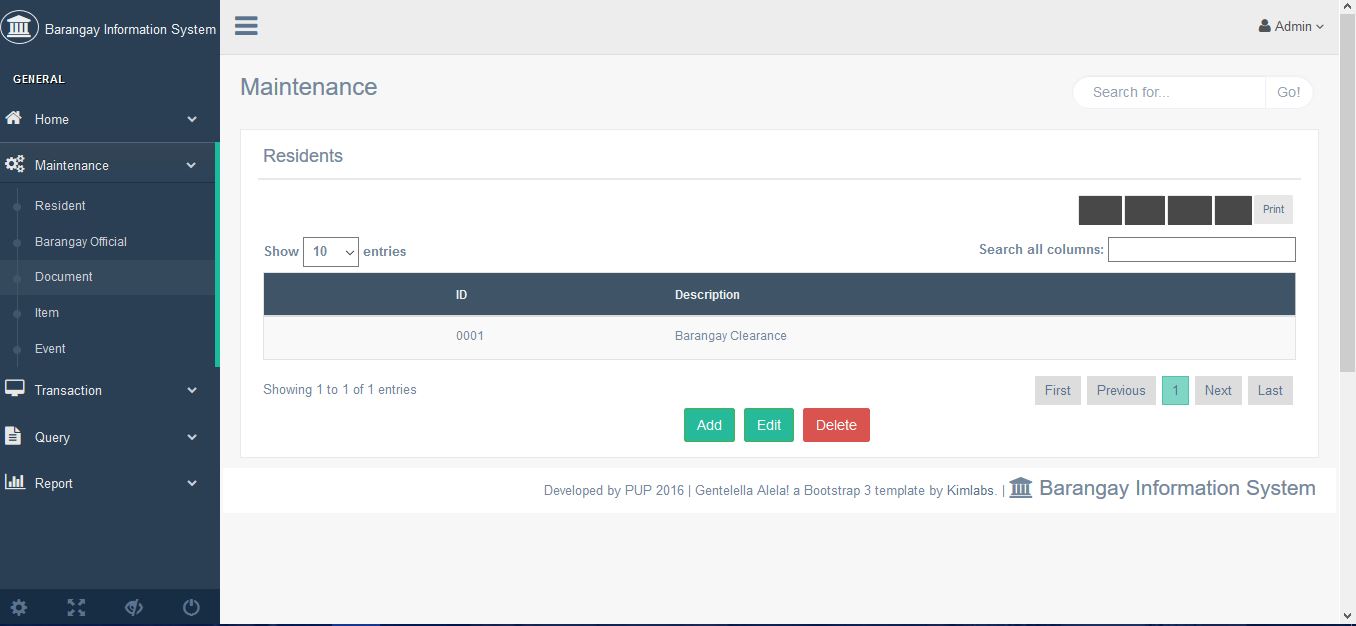 Barangay Information System
Admin
GENERAL
Home
Maintenance
Resident
Barangay Official
Document
Item
Event
Transaction
Query
Report
Maintenance
Search for...
Go!
Residents
Print
Show 10 entries
Search all columns:
ID Description
0001 Barangay Clearance
Showing 1 to 1 of 1 entries
First Previous 1 Next Last
Add Edit Delete
Developed by PUP 2016 | Gentelella Alela! a Bootstrap 3 template by Kimlabs. | Barangay Information System